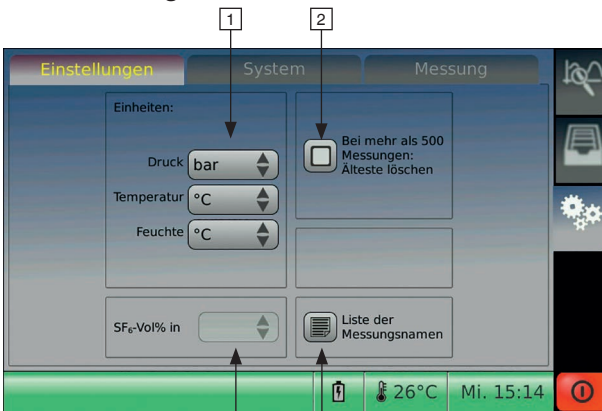 1 2
Einstellungen System Messung
Einheiten:
Druck bar
Temperatur °C
Feuchte °C
Bei mehr als 500
Messungen:
Älteste löschen
SF₆-Vol% in
Liste der
Messungsnamen
26°C Mi. 15:14